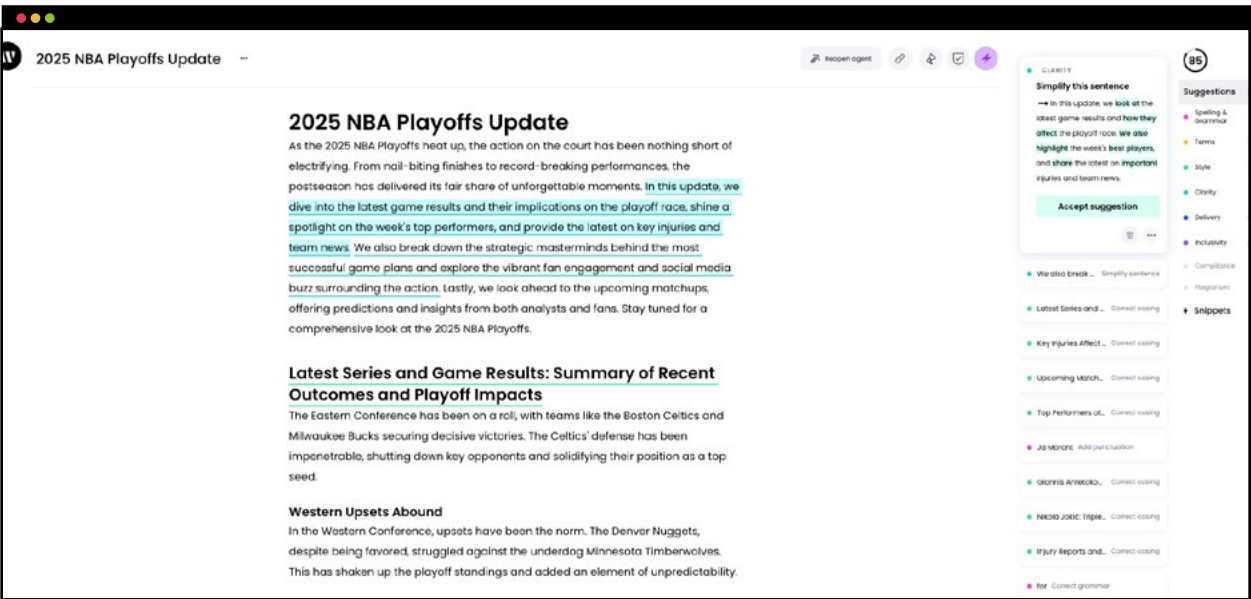 2025 NBA Playoffs Update ...
Reopen agent
2025 NBA Playoffs Update
As the 2025 NBA Playoffs heat up, the action on the court has been nothing short of
electrifying. From nail-biting finishes to record-breaking performances, the
postseason has delivered its fair share of unforgettable moments. In this update, we
dive into the latest game results and their implications on the playoff race, shine a
spotlight on the week's top performers, and provide the latest on key injuries and
team news. We also break down the strategic masterminds behind the most
successful game plans and explore the vibrant fan engagement and social media
buzz surrounding the action. Lastly, we look ahead to the upcoming matchups,
offering predictions and insights from both analysts and fans. Stay tuned for a
comprehensive look at the 2025 NBA Playoffs.
Latest Series and Game Results: Summary of Recent
Outcomes and Playoff Impacts
The Eastern Conference has been on a roll, with teams like the Boston Celtics and
Milwaukee Bucks securing decisive victories. The Celtics' defense has been
impenetrable, shutting down key opponents and solidifying their position as a top
seed.
Western Upsets Abound
In the Western Conference, upsets have been the norm. The Denver Nuggets,
despite being favored, struggled against the underdog Minnesota Timberwolves.
This has shaken up the playoff standings and added an element of unpredictability.
CLARITY
Simplify this sentence
→ In this update, we look at the
latest game results and how they
affect the playoff race. We also
highlight the week's best players,
and share the latest on important
injuries and team news.
Accept suggestion
We also break ... Simplify sentence
Latest Series and ... Correct casing
Key Injuries Affect ... Correct casing
Upcoming Match... Correct casing
Top Performers of... Correct casing
Ja Morant Add punctuation
Giannis Antetoko... Correct casing
Nikola Jokić: Triple... Correct casing
Injury Reports and... Correct casing
for Correct grammar
85
Suggestions
Spelling &
Grammar
Terms
Style
Clarity
Delivery
Inclusivity
Compliance
Plagiarism
Snippets